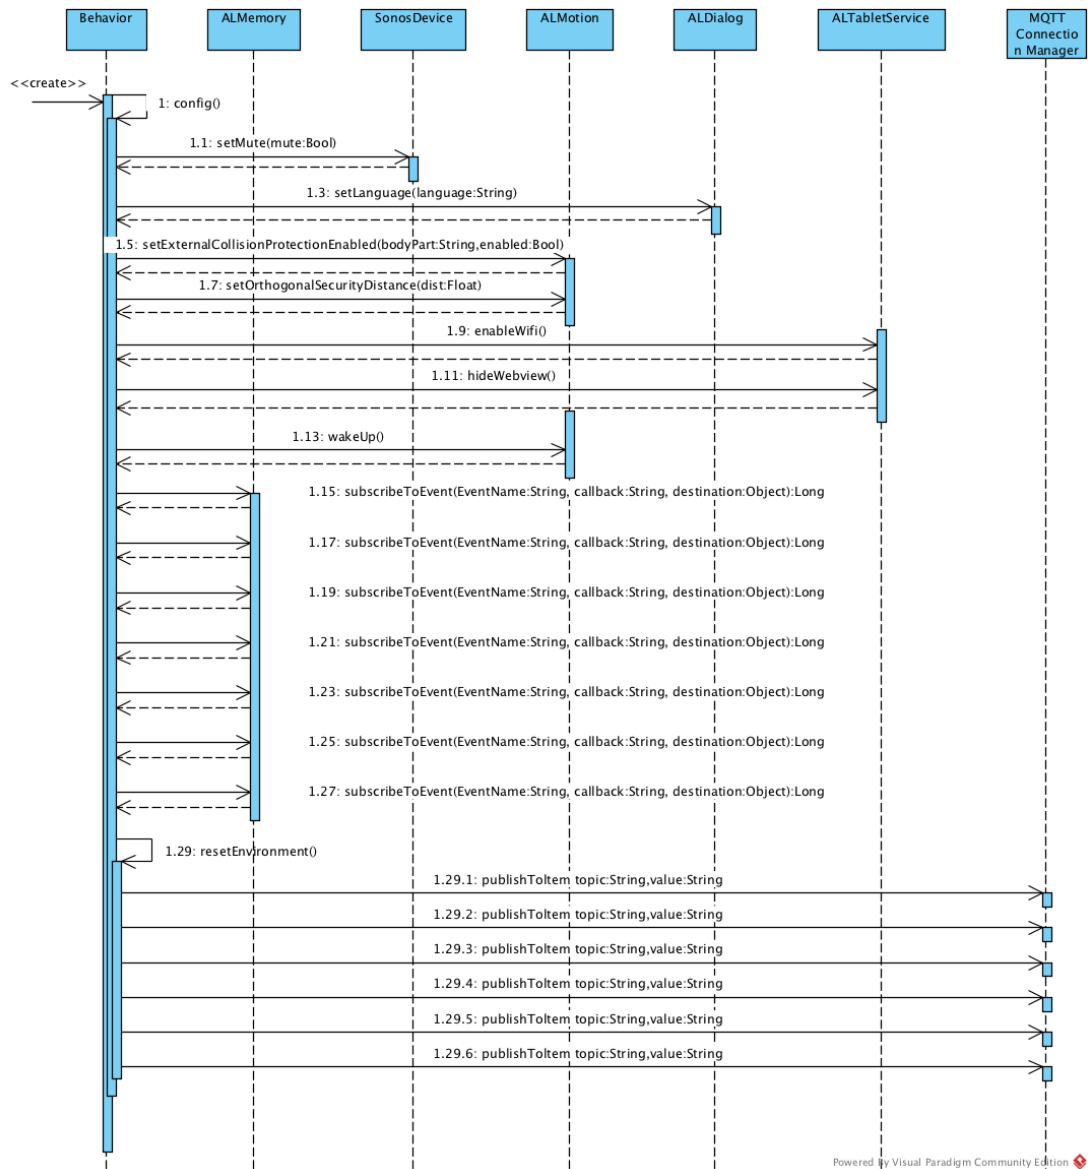 Behavior
ALMemory
SonosDevice
ALMotion
ALDialog
ALTabletService
MQTT
Connectio
n Manager
<<create>>
1: config()
1.1: setMute(mute:Bool)
1.3: setLanguage(language:String)
1.5: setExternalCollisionProtectionEnabled(bodyPart:String,enabled:Bool)
1.7: setOrthogonalSecurityDistance(dist:Float)
1.9: enableWifi()
1.11: hideWebview()
1.13: wakeUp()
1.15: subscribeToEvent(EventName:String, callback:String, destination:Object):Long
1.17: subscribeToEvent(EventName:String, callback:String, destination:Object):Long
1.19: subscribeToEvent(EventName:String, callback:String, destination:Object):Long
1.21: subscribeToEvent(EventName:String, callback:String, destination:Object):Long
1.23: subscribeToEvent(EventName:String, callback:String, destination:Object):Long
1.25: subscribeToEvent(EventName:String, callback:String, destination:Object):Long
1.27: subscribeToEvent(EventName:String, callback:String, destination:Object):Long
1.29: resetEnvironment()
1.29.1: publishToItem topic:String,value:String
1.29.2: publishToItem topic:String,value:String
1.29.3: publishToItem topic:String,value:String
1.29.4: publishToItem topic:String,value:String
1.29.5: publishToItem topic:String,value:String
1.29.6: publishToItem topic:String,value:String
Powered By Visual Paradigm Community Edition